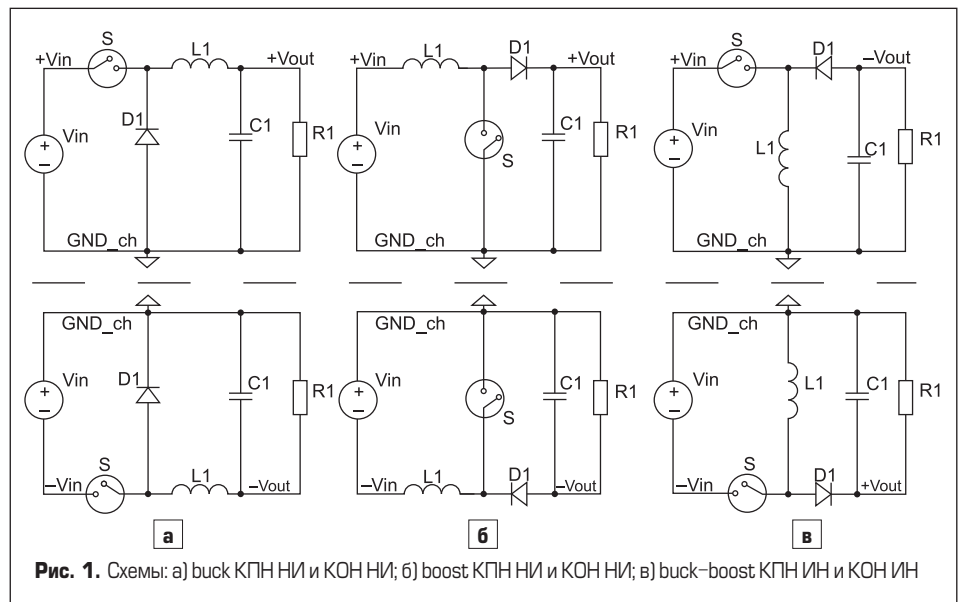 S
L1
+Vin
+Vout
D1
Vin
C1
R1
GND_ch
L1
D1
+Vin
+Vout
Vin
S
C1
R1
GND_ch
S
D1
+Vin
–Vout
Vin
L1
C1
R1
GND_ch
GND_ch
Vin
D1
C1
R1
–Vin
S
L1
–Vout
GND_ch
Vin
S
C1
R1
–Vin
L1
D1
–Vout
GND_ch
Vin
L1
C1
R1
–Vin
S
D1
+Vout
а
б
в
Рис. 1. Схемы: а) buck КПН НИ и КОН НИ; б) boost КПН НИ и КОН НИ; в) buck–boost КПН ИН и КОН ИН